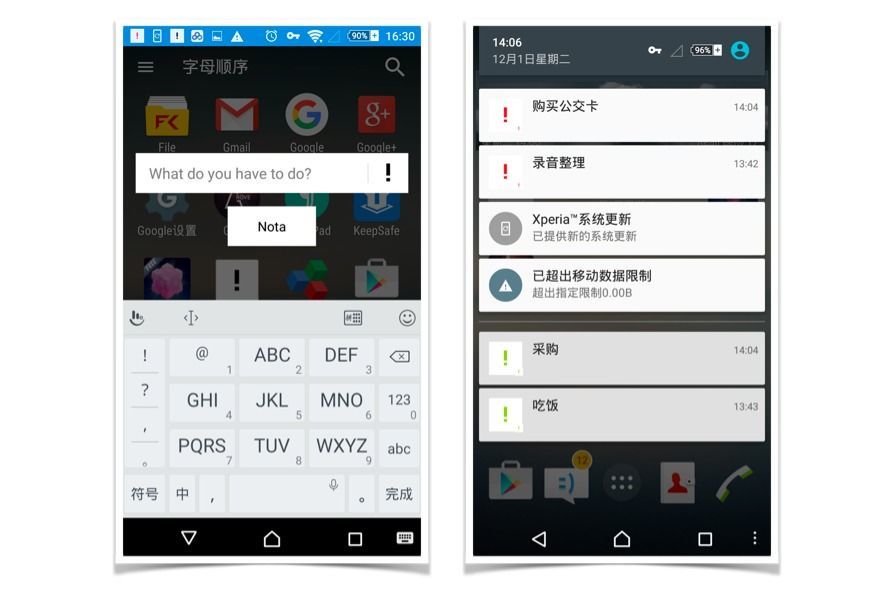 90%
16:30
字母顺序
File
Gmail
Google
Google+
What do you have to do?
!
Nota
Google设置
KeepSafe
!
!
@
1
ABC
2
DEF
3
?
GHI
4
JKL
5
MNO
6
123
0
,
PQRS
7
TUV
8
WXYZ
9
abc
。
符号
中
,
。
完成
14:06
12月1日星期二
96%
购买公交卡
14:04
录音整理
13:42
Xperia™系统更新
已提供新的系统更新
已超出移动数据限制
超出指定限制0.00B
采购
14:04
吃饭
13:43
12